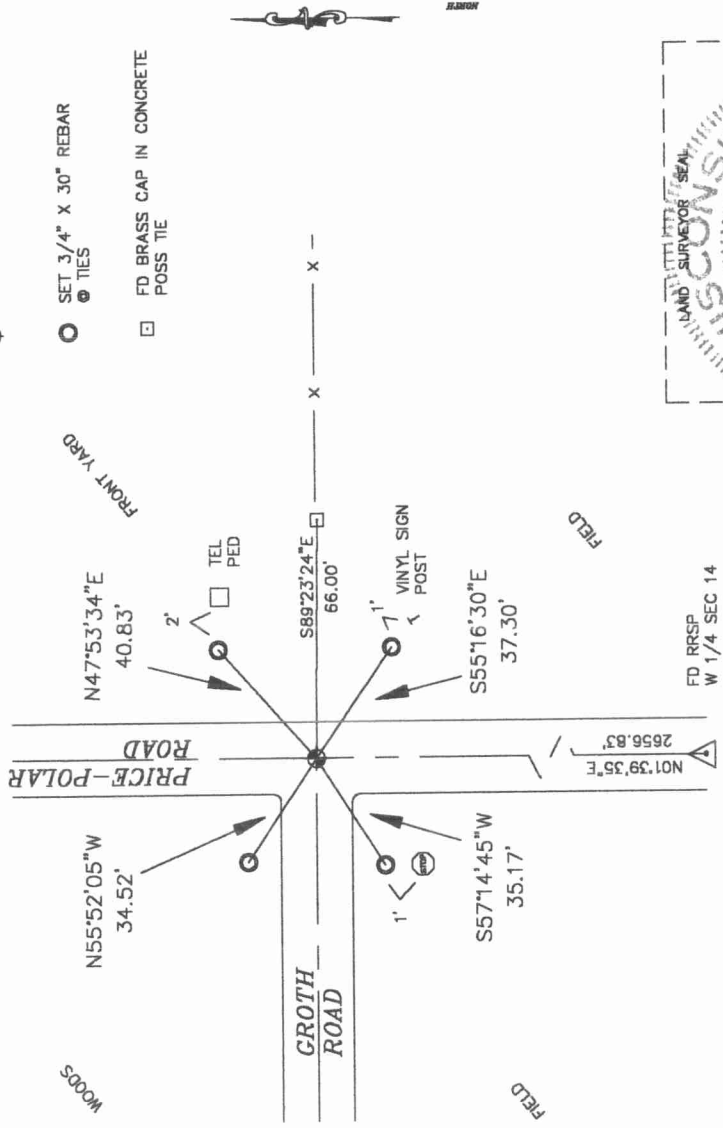 NORTH
SET 3/4" X 30" REBAR
@ TIES
FD BRASS CAP IN CONCRETE
POSS TIE
FRONT YARD
WOODS
N55°52'05"W
34.52'
N47°53'34"E
40.83'
PRICE-POLAR
ROAD
2'
TEL
PED
GROTH
ROAD
S89°23'24"E
66.00'
X
X
1'
VINYL SIGN
POST
1'
STOP
S57°14'45"W
35.17'
S55°16'30"E
37.30'
N01°39'35"E
2656.83'
FIELD
FIELD
FD RRSP
W 1/4 SEC 14
LAND SURVEYOR SEAL